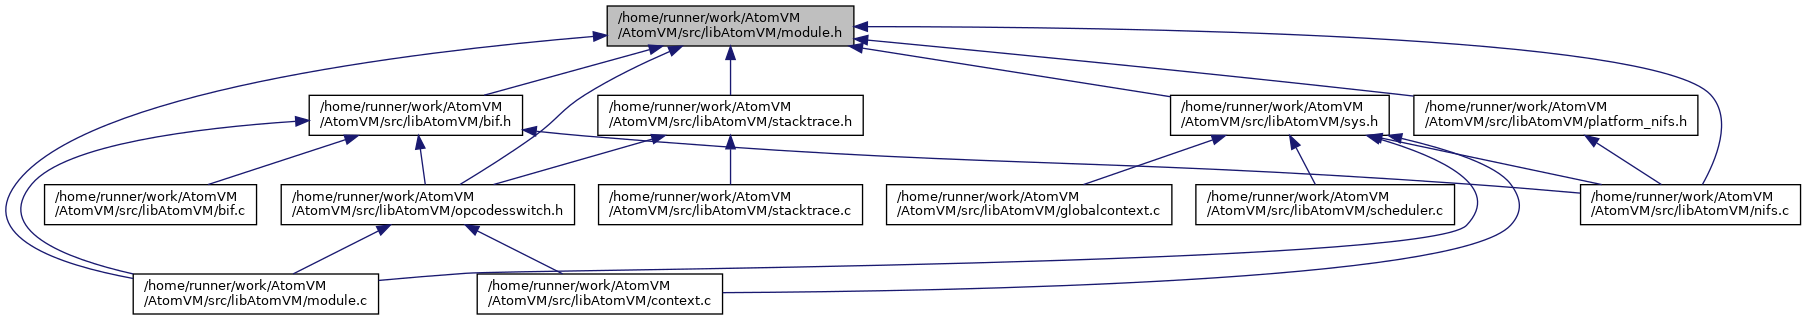 /home/runner/work/AtomVM
/AtomVM/src/libAtomVM/module.h
/home/runner/work/AtomVM
/AtomVM/src/libAtomVM/bif.h
/home/runner/work/AtomVM
/AtomVM/src/libAtomVM/stacktrace.h
/home/runner/work/AtomVM
/AtomVM/src/libAtomVM/sys.h
/home/runner/work/AtomVM
/AtomVM/src/libAtomVM/platform_nifs.h
/home/runner/work/AtomVM
/AtomVM/src/libAtomVM/bif.c
/home/runner/work/AtomVM
/AtomVM/src/libAtomVM/opcodesswitch.h
/home/runner/work/AtomVM
/AtomVM/src/libAtomVM/stacktrace.c
/home/runner/work/AtomVM
/AtomVM/src/libAtomVM/globalcontext.c
/home/runner/work/AtomVM
/AtomVM/src/libAtomVM/scheduler.c
/home/runner/work/AtomVM
/AtomVM/src/libAtomVM/nifs.c
/home/runner/work/AtomVM
/AtomVM/src/libAtomVM/module.c
/home/runner/work/AtomVM
/AtomVM/src/libAtomVM/context.c